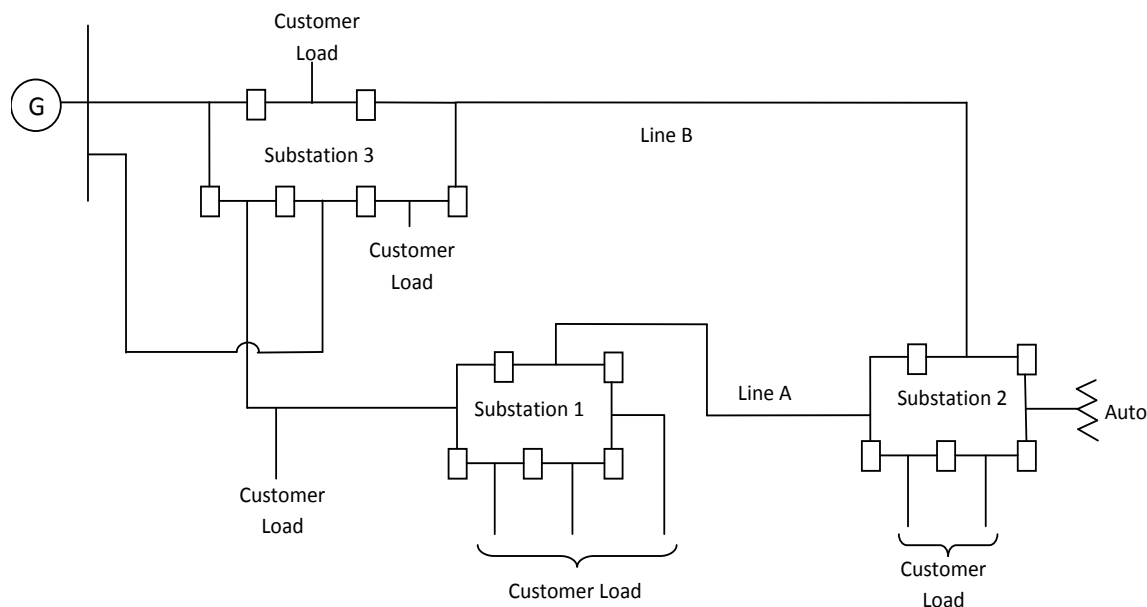 Customer
Load
G
Line B
Substation 3
Customer
Load
Line A
Substation 2
Auto
Substation 1
Customer
Load
Customer Load
Customer
Load